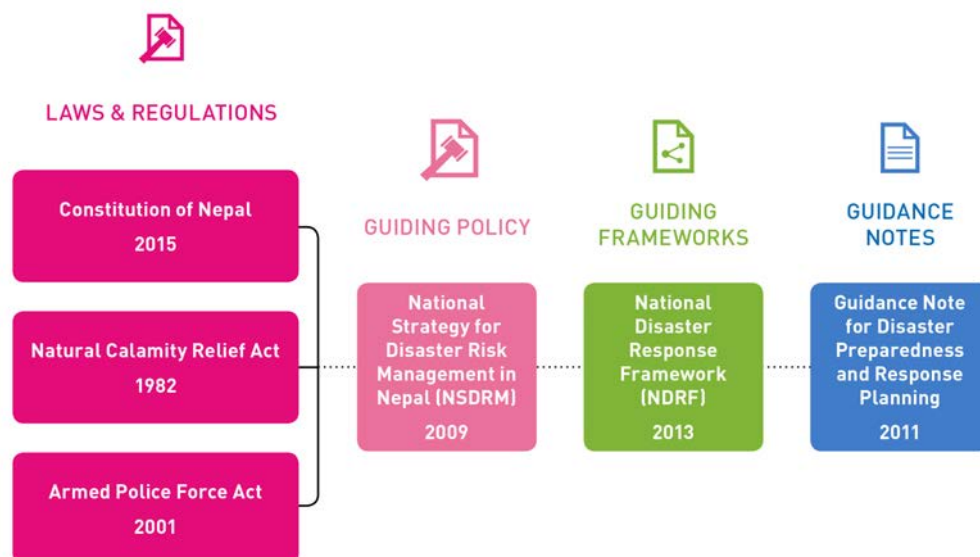 LAWS & REGULATIONS
Constitution of Nepal
2015
Natural Calamity Relief Act
1982
Armed Police Force Act
2001
GUIDING POLICY
National
Strategy for
Disaster Risk
Management in
Nepal (NSDRM)
2009
GUIDING
FRAMEWORKS
National
Disaster
Response
Framework
(NDRF)
2013
GUIDANCE
NOTES
Guidance Note
for Disaster
Preparedness
and Response
Planning
2011